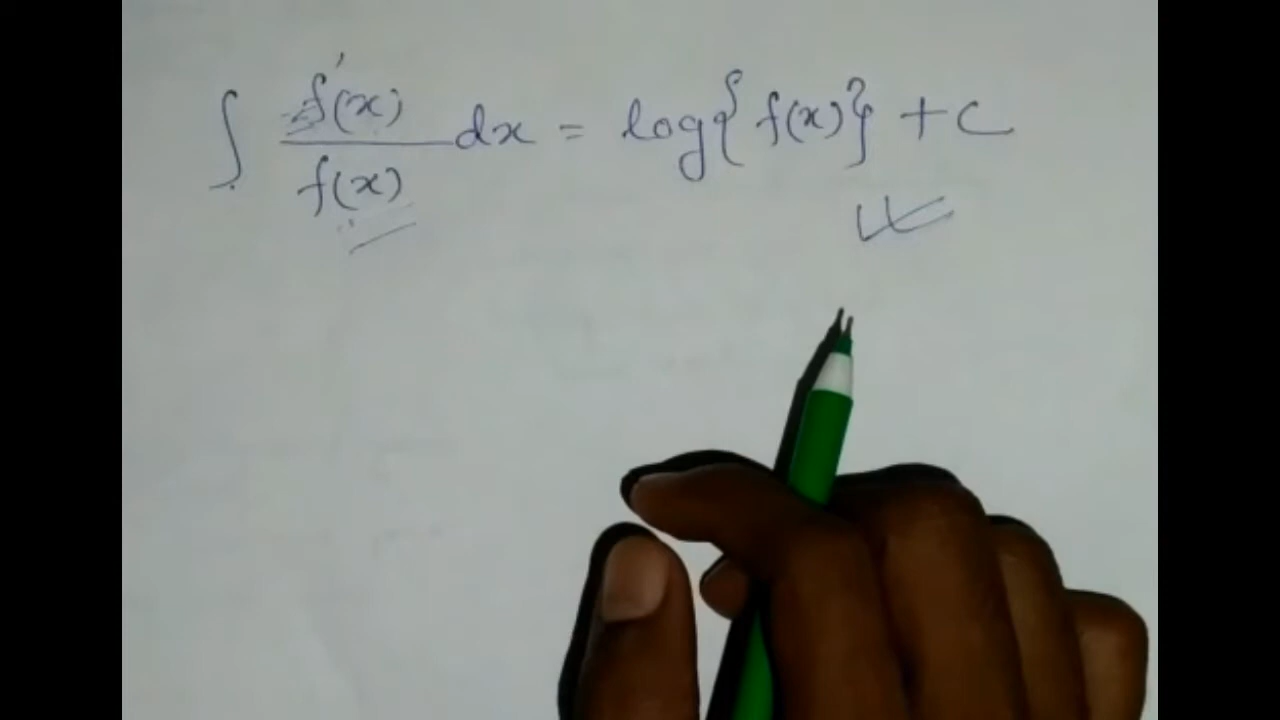 ∫ f'(x)/f(x) dx = log{f(x)} + C